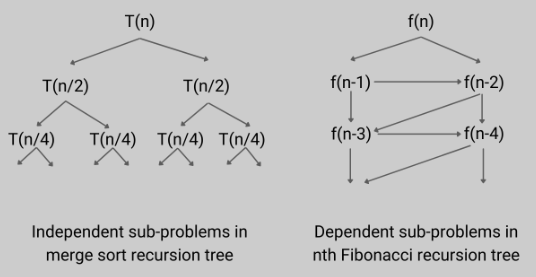 T(n)
T(n/2) T(n/2)
T(n/4) T(n/4) T(n/4) T(n/4)
Independent sub-problems in
merge sort recursion tree
f(n)
f(n-1) f(n-2)
f(n-3) f(n-4)
Dependent sub-problems in
nth Fibonacci recursion tree